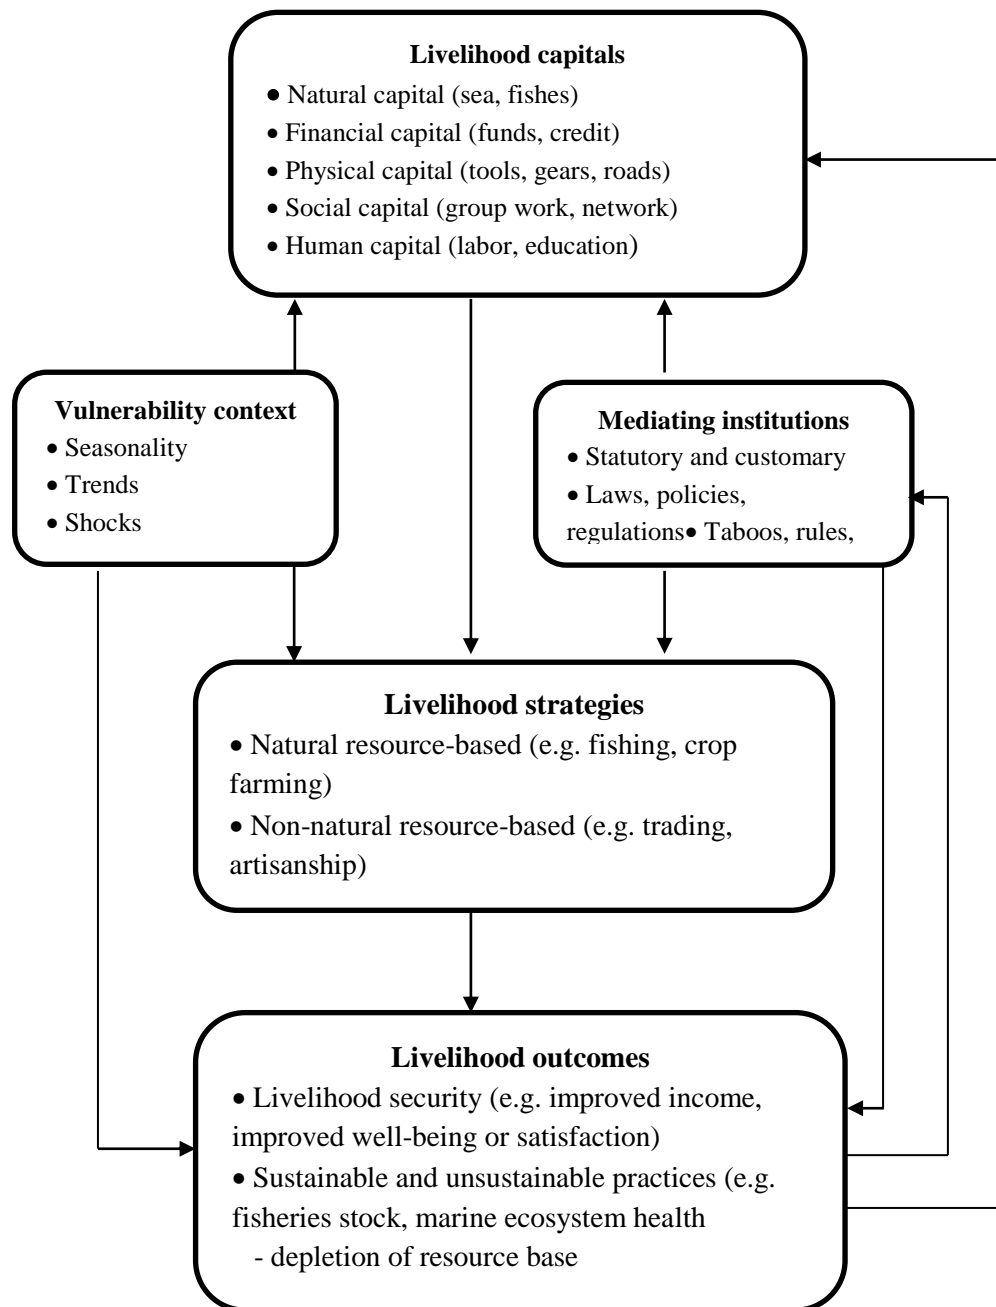 Livelihood capitals
• Natural capital (sea, fishes)
• Financial capital (funds, credit)
• Physical capital (tools, gears, roads)
• Social capital (group work, network)
• Human capital (labor, education)
Vulnerability context
• Seasonality
• Trends
• Shocks
Mediating institutions
• Statutory and customary
• Laws, policies,
regulations• Taboos, rules,
Livelihood strategies
• Natural resource-based (e.g. fishing, crop
farming)
• Non-natural resource-based (e.g. trading,
artisanship)
Livelihood outcomes
• Livelihood security (e.g. improved income,
improved well-being or satisfaction)
• Sustainable and unsustainable practices (e.g.
fisheries stock, marine ecosystem health
- depletion of resource base